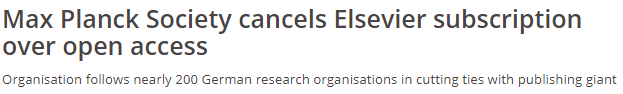 Max Planck Society cancels Elsevier subscription
over open access
Organisation follows nearly 200 German research organisations in cutting ties with publishing giant